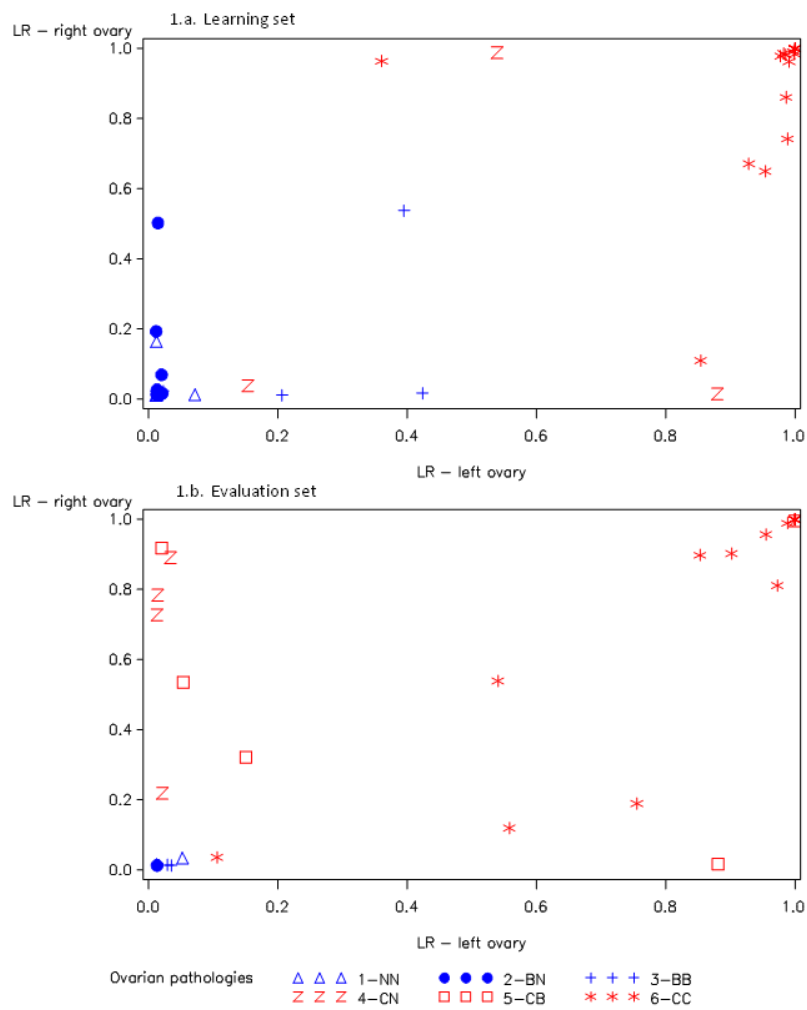 1.a. Learning set
LR – right ovary
1.0
0.8
0.6
0.4
0.2
0.0
0.0 0.2 0.4 0.6 0.8 1.0
LR – left ovary
1.b. Evaluation set
LR – right ovary
1.0
0.8
0.6
0.4
0.2
0.0
0.0 0.2 0.4 0.6 0.8 1.0
LR – left ovary
Ovarian pathologies 1–NN 2–BN 3–BB
4–CN 5–CB 6–CC